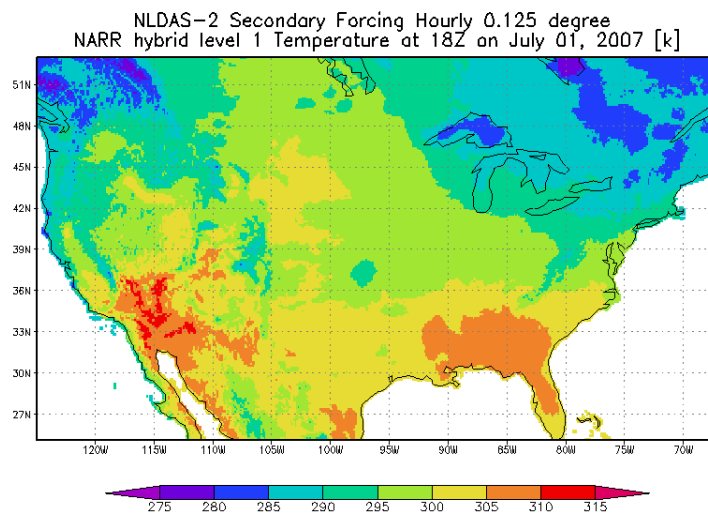 NLDAS-2 Secondary Forcing Hourly 0.125 degree
NARR hybrid level 1 Temperature at 18Z on July 01, 2007 [k]
51N
48N
45N
42N
39N
36N
33N
30N
27N
120W 115W 110W 105W 100W 95W 90W 85W 80W 75W 70W
275 280 285 290 295 300 305 310 315